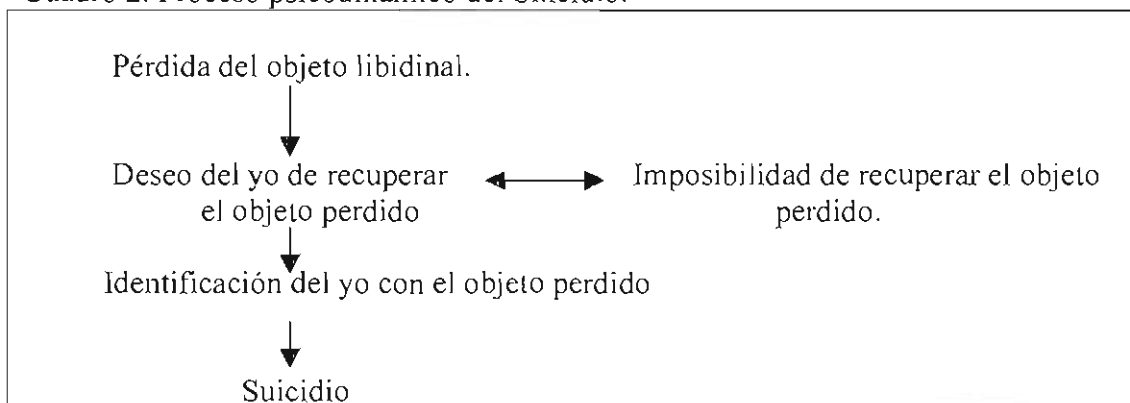 Pérdida del objeto libidinal.
Deseo del yo de recuperar
el objeto perdido
Imposibilidad de recuperar el objeto
perdido.
Identificación del yo con el objeto perdido
Suicidio